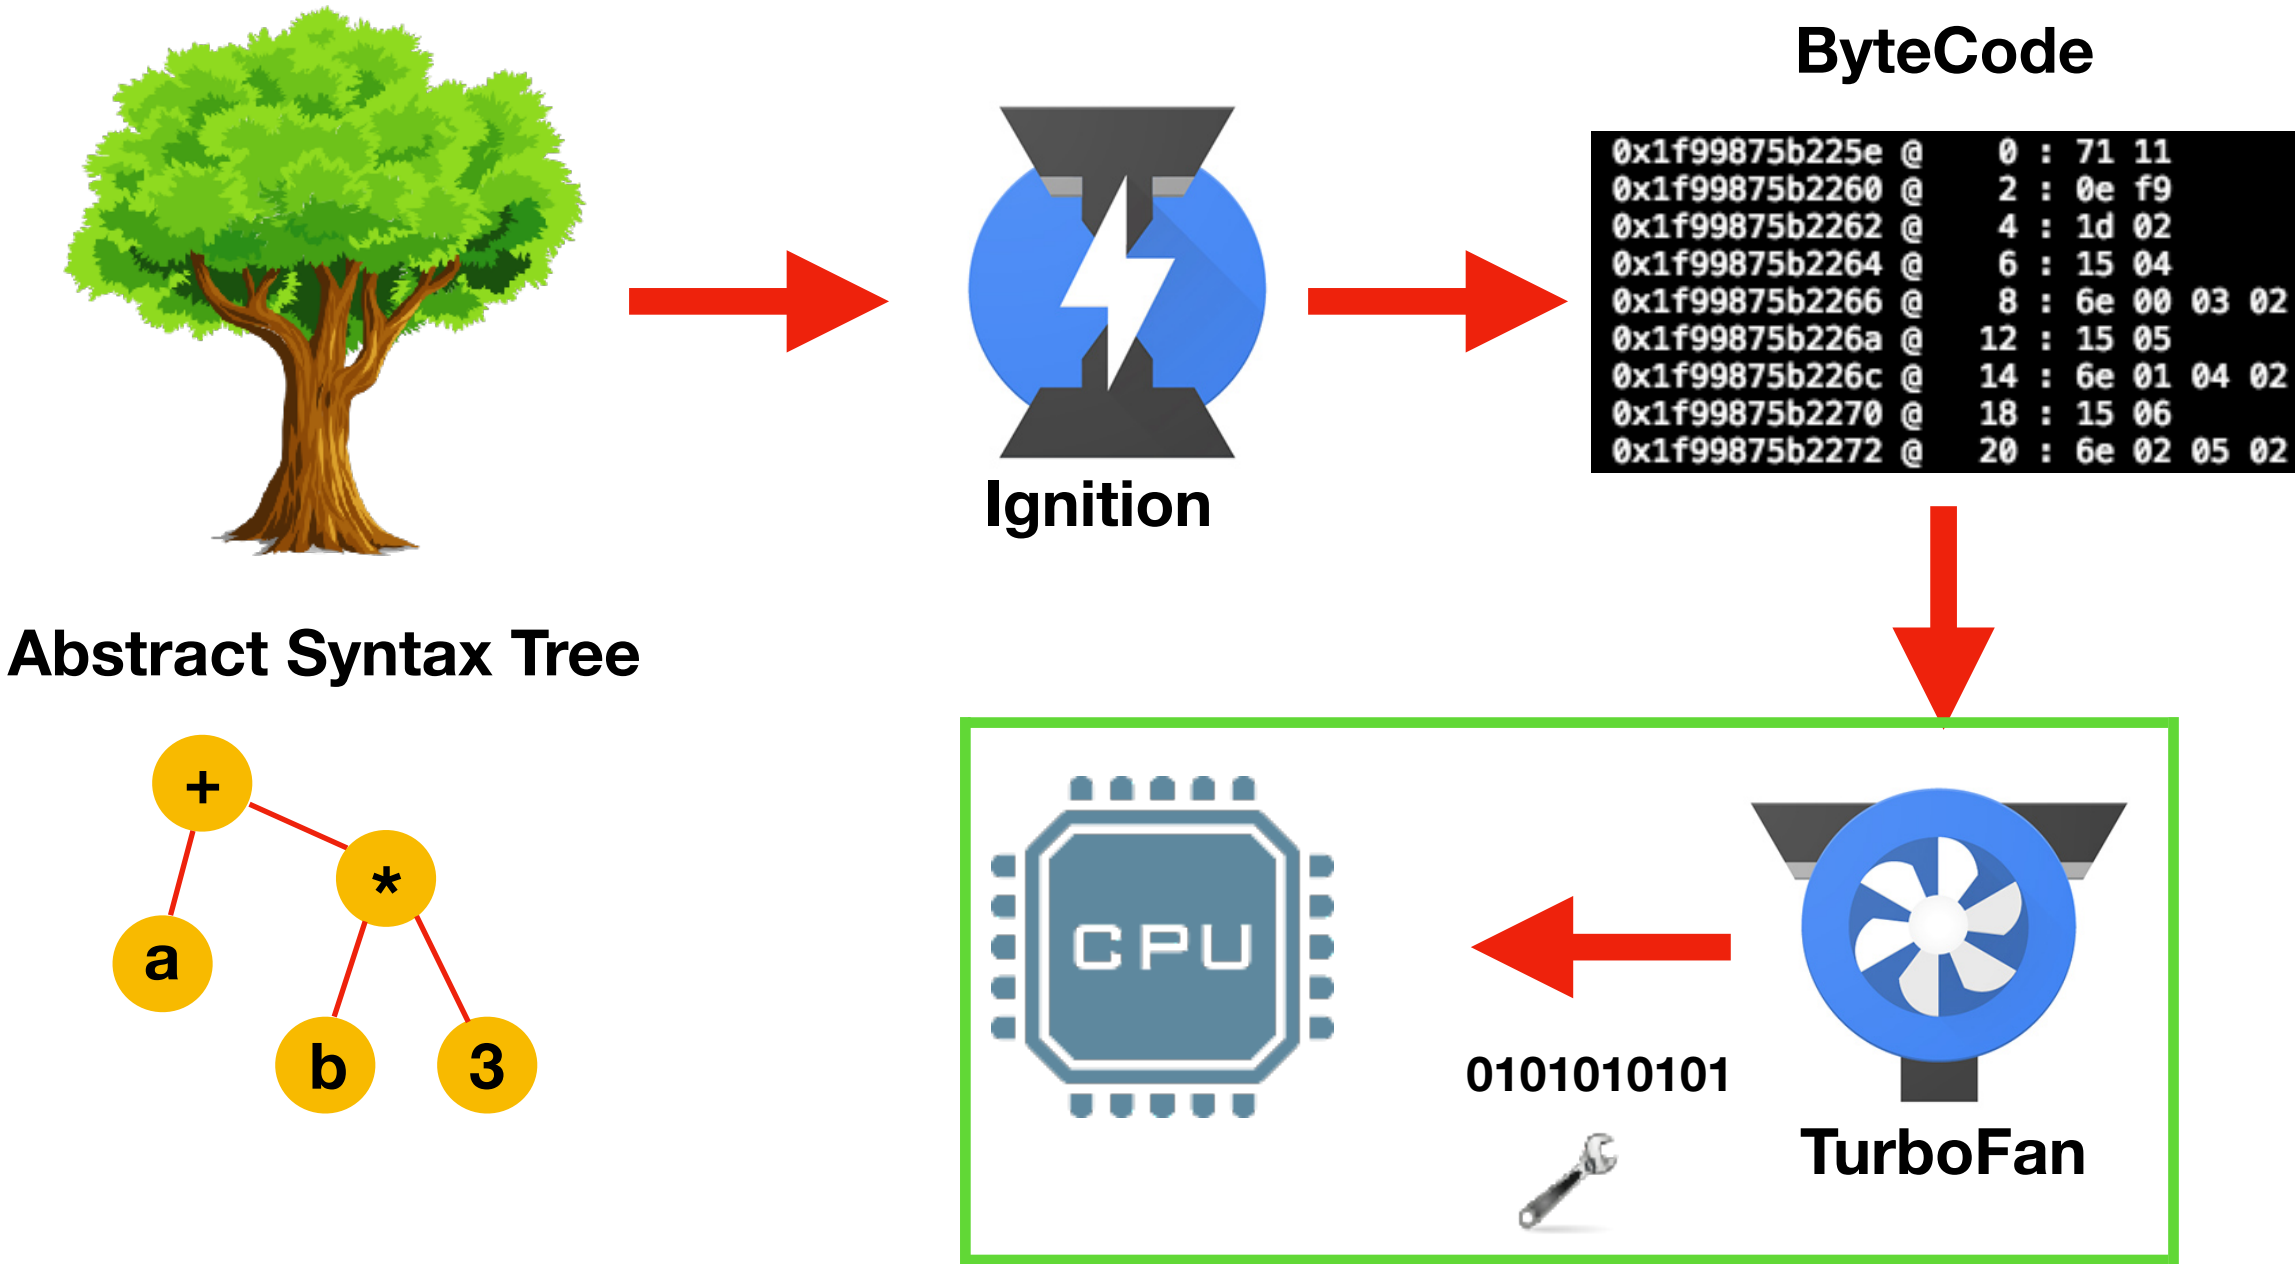 ByteCode
0x1f99875b225e @ 0 : 71 11
0x1f99875b2260 @ 2 : 0e f9
0x1f99875b2262 @ 4 : 1d 02
0x1f99875b2264 @ 6 : 15 04
0x1f99875b2266 @ 8 : 6e 00 03 02
0x1f99875b226a @ 12 : 15 05
0x1f99875b226c @ 14 : 6e 01 04 02
0x1f99875b2270 @ 18 : 15 06
0x1f99875b2272 @ 20 : 6e 02 05 02
Ignition
Abstract Syntax Tree
+
*
a
b
3
CPU
0101010101
TurboFan